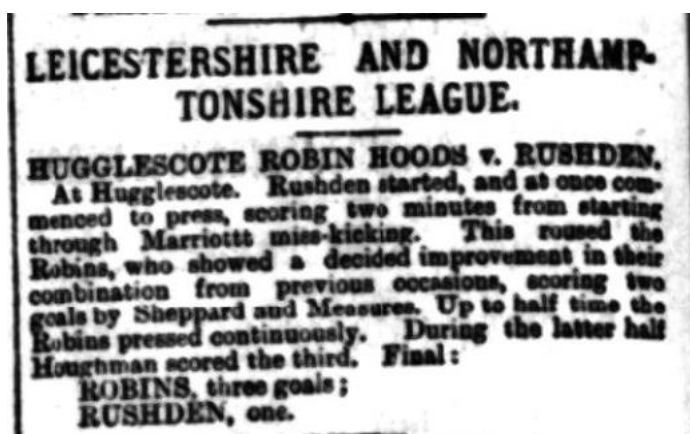 LEICESTERSHIRE AND NORTHAMP-
TONSHIRE LEAGUE.
HUGGLESCOTE ROBIN HOODS v. RUSHDEN.
At Hugglescote. Rushden started, and at once com-
menced to press, scoring two minutes from starting
through Marriottt miss-kicking. This roused the
Robins, who showed a decided improvement in their
combination from previous occasions, scoring two
goals by Sheppard and Measures. Up to half time the
Robins pressed continuously. During the latter half
Houghman scored the third. Final:
ROBINS, three goals;
RUSHDEN, one.